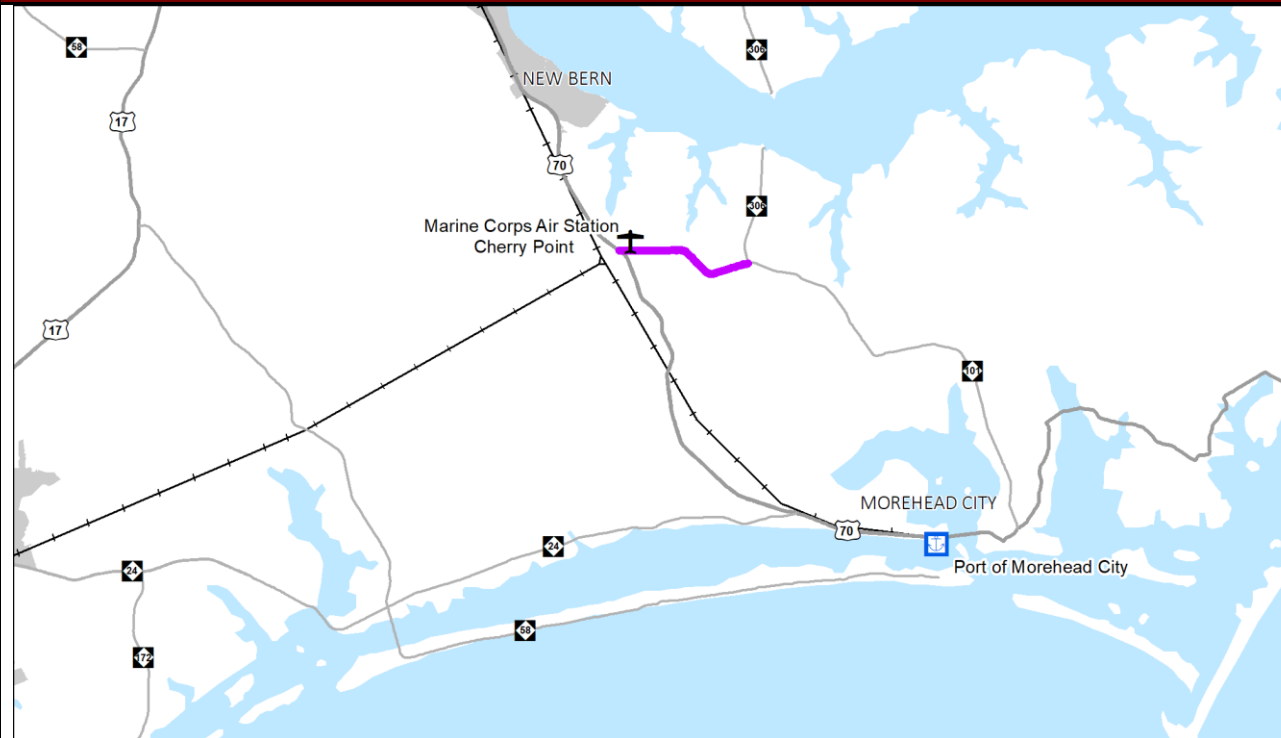 58
306
NEW BERN
17
70
306
Marine Corps Air Station
Cherry Point
17
101
MOREHEAD CITY
70
24
Port of Morehead City
24
58
172